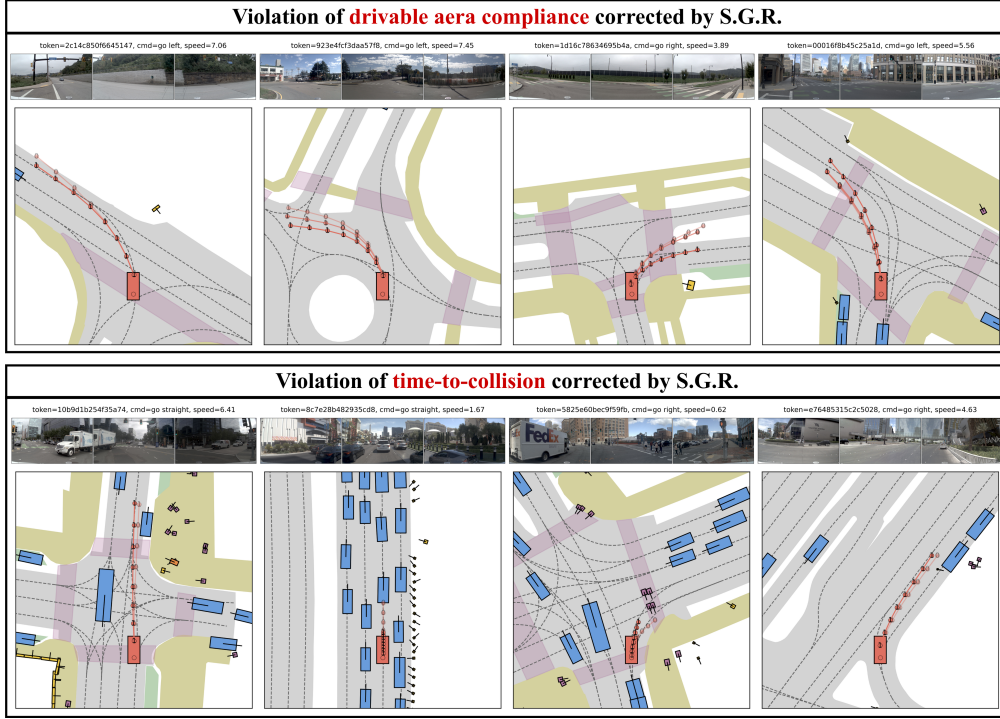 Violation of drivable aera compliance corrected by S.G.R.
token=2c14c850f6645147, cmd=go left, speed=7.06
token=923e4fcf3daa57f8, cmd=go left, speed=7.45
token=1d16c78634695b4a, cmd=go right, speed=3.89
token=00016f8b45c25a1d, cmd=go left, speed=5.56
Violation of time-to-collision corrected by S.G.R.
token=10b9d1b254f35a74, cmd=go straight, speed=6.41
token=8c7e28b482935cd8, cmd=go straight, speed=1.67
token=5825e60bec9f59fb, cmd=go right, speed=0.62
token=e76485315c2c5028, cmd=go right, speed=4.63
FedEx